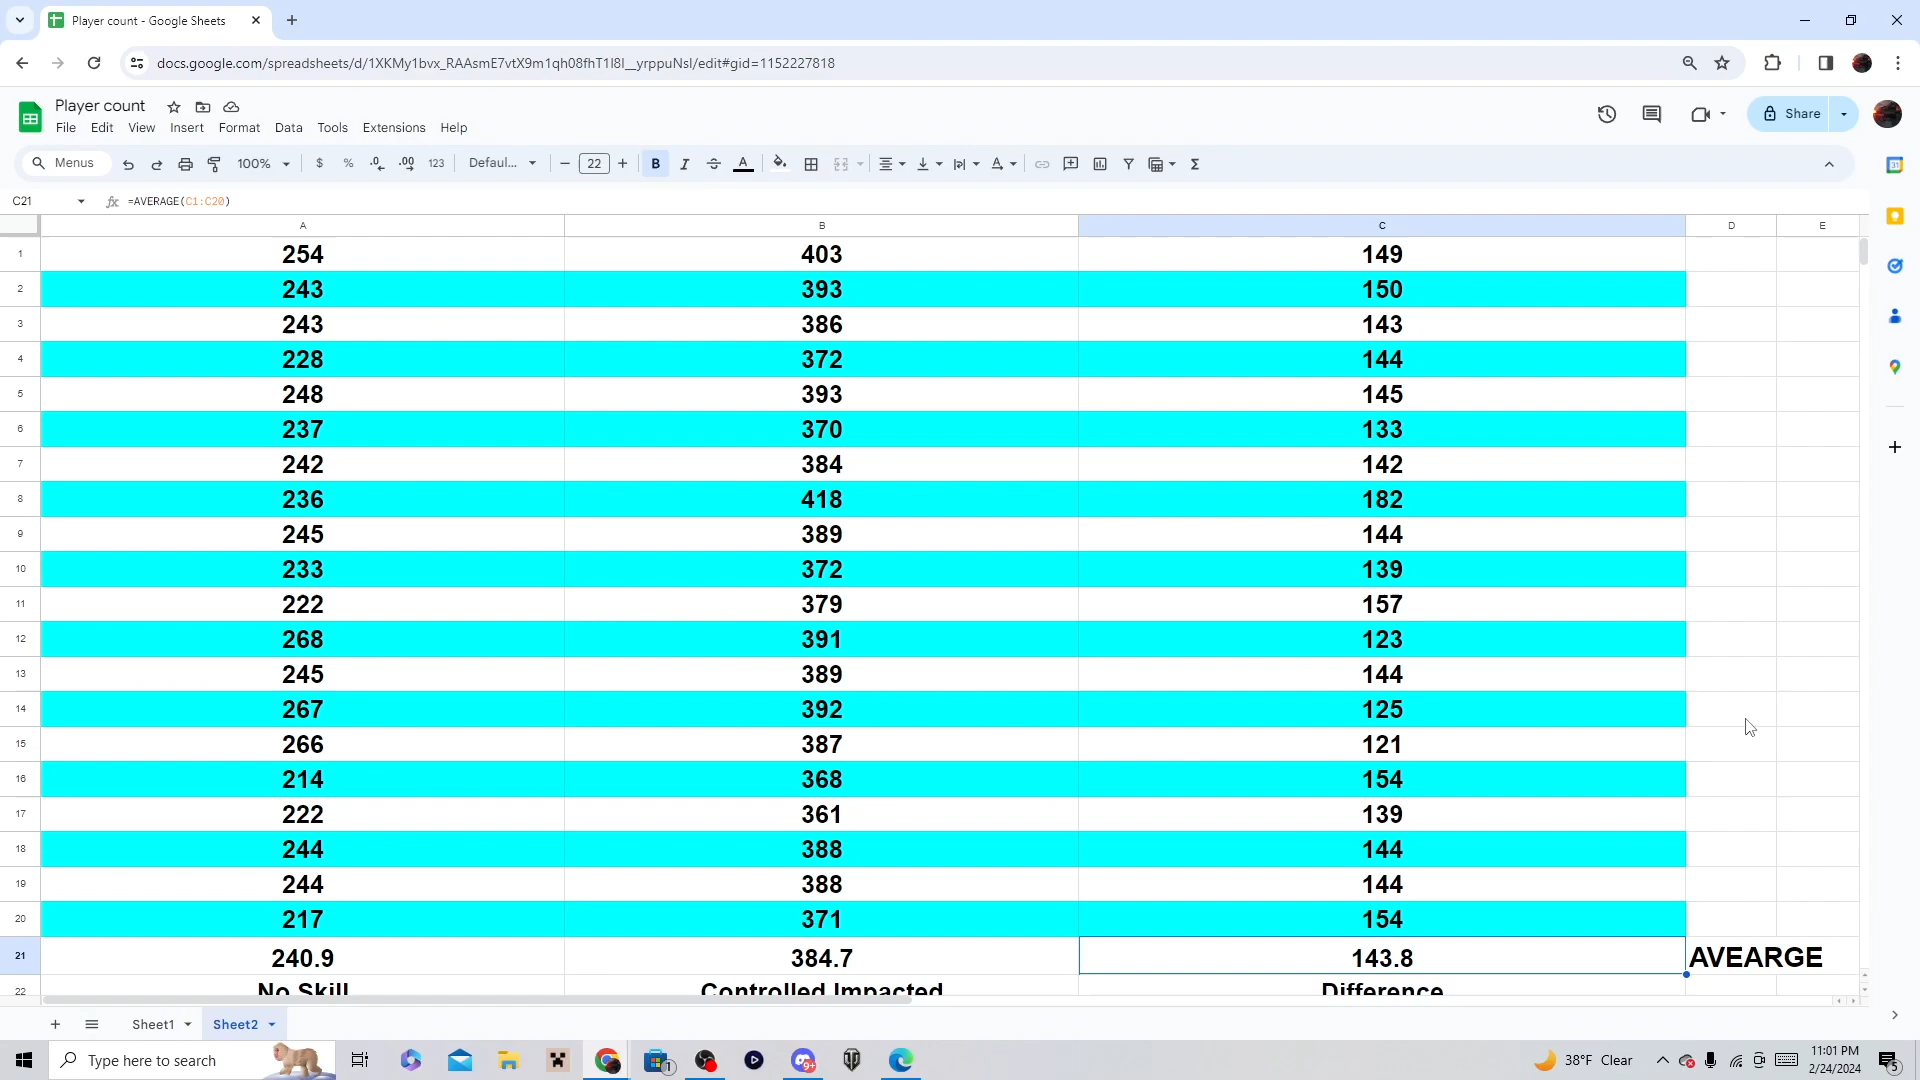 Player count - Google Sheets
docs.google.com/spreadsheets/d/1XKMy1bvx_RAAsmE7vtX9m1qh08fhT1I8I__yrppuNsI/edit#gid=1152227818
Player count
File Edit View Insert Format Data Tools Extensions Help
Share
Menus 100% $ % .0 .00 123 Defaul... 22 B I A
C21 fx =AVERAGE(C1:C20)
A B C D E
1 254 403 149
2 243 393 150
3 243 386 143
4 228 372 144
5 248 393 145
6 237 370 133
7 242 384 142
8 236 418 182
9 245 389 144
10 233 372 139
11 222 379 157
12 268 391 123
13 245 389 144
14 267 392 125
15 266 387 121
16 214 368 154
17 222 361 139
18 244 388 144
19 244 388 144
20 217 371 154
21 240.9 384.7 143.8 AVEARGE
22 No Skill Controlled Impacted Difference
Sheet1 Sheet2
Type here to search
1
9+
38°F Clear
11:01 PM
2/24/2024
5